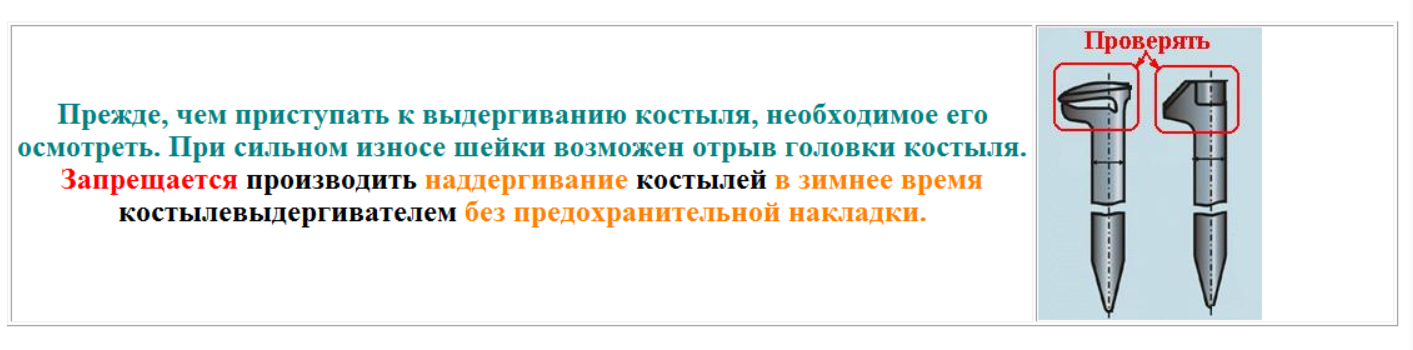 Прежде, чем приступать к выдергиванию костыля, необходимое его
осмотреть. При сильном износе шейки возможен отрыв головки костыля.
Запрещается производить наддергивание костылей в зимнее время
костылевыдергивателем без предохранительной накладки.
Проверять